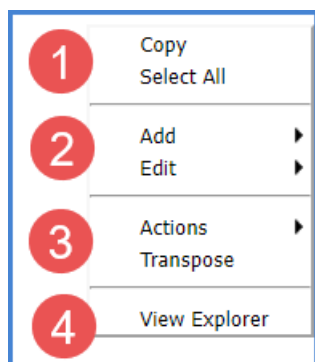 1
Copy
Select All
2
Add
Edit
3
Actions
Transpose
4
View Explorer